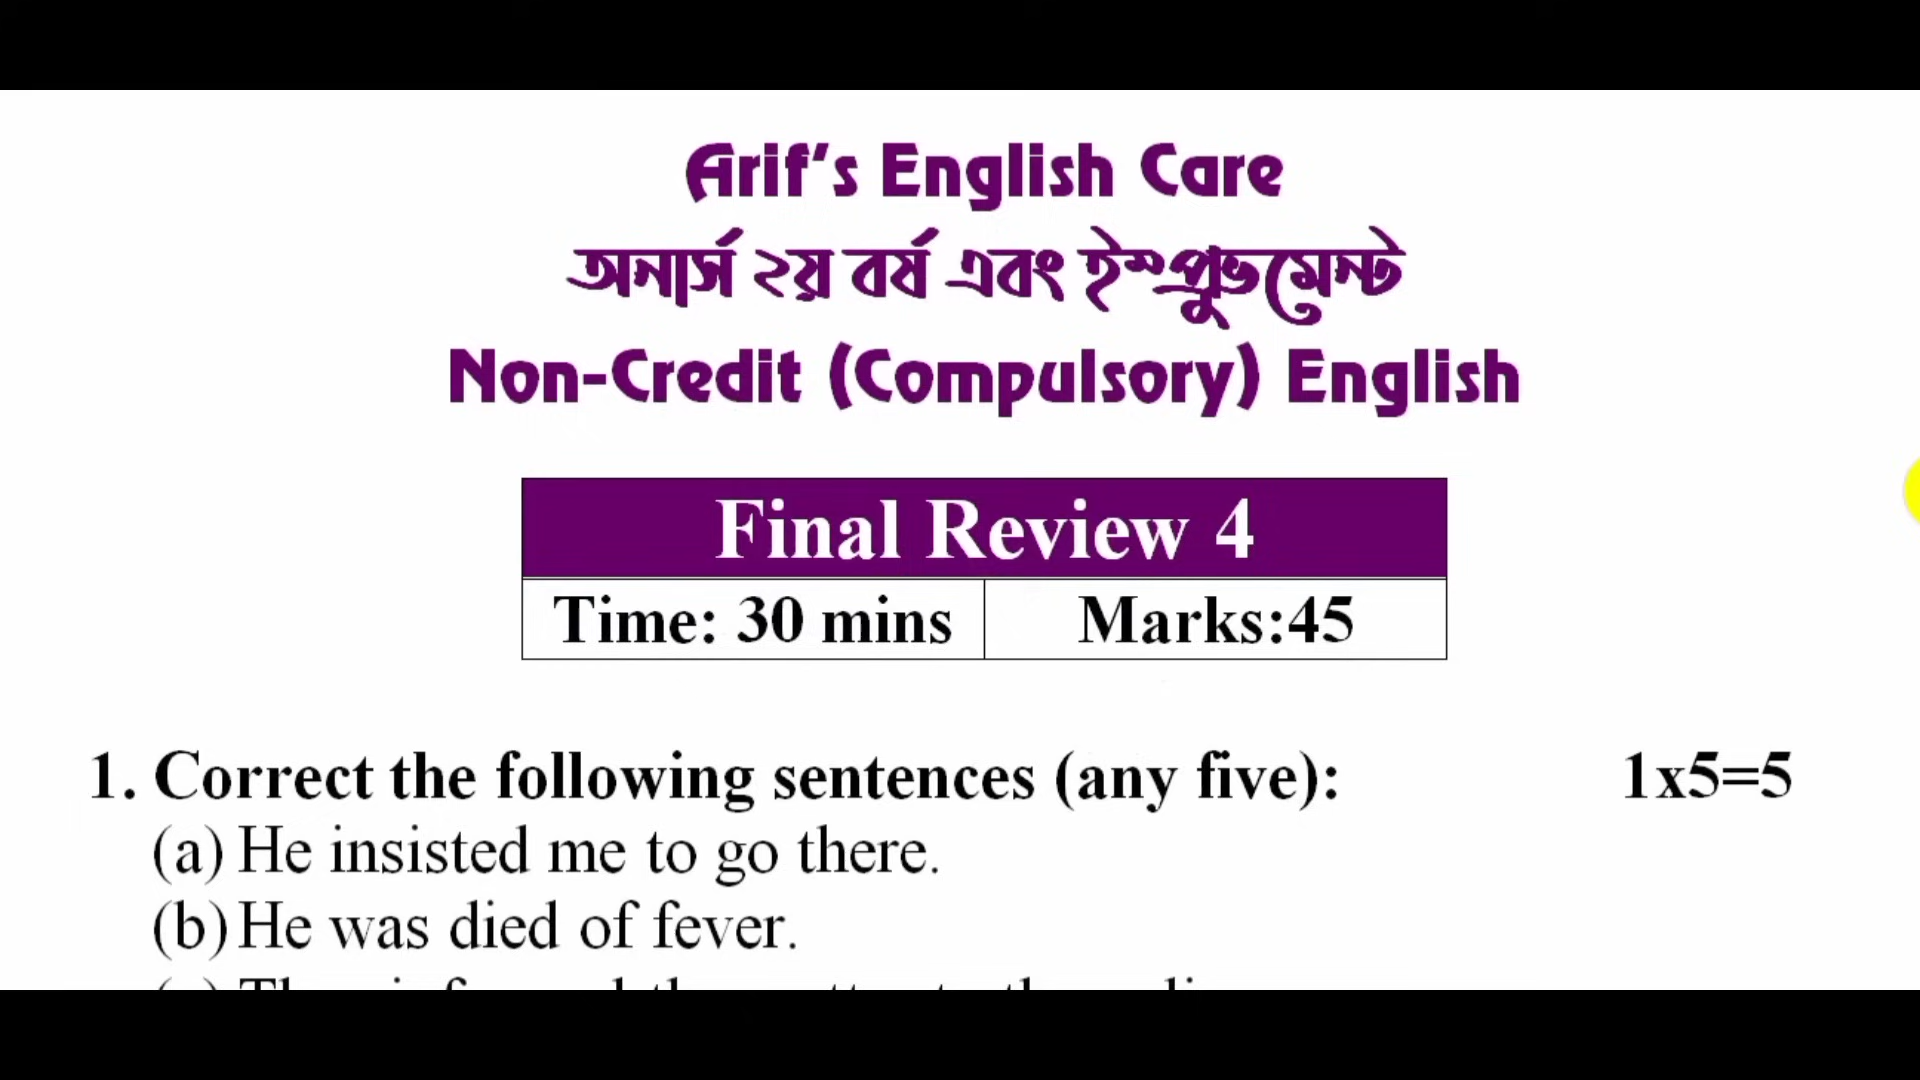 Arif's English Care
অনার্স ২য় বর্ষ এবং ইম্প্রুভমেন্ট
Non-Credit (Compulsory) English
Final Review 4
Time: 30 mins Marks:45
1. Correct the following sentences (any five): 1x5=5
(a) He insisted me to go there.
(b) He was died of fever.